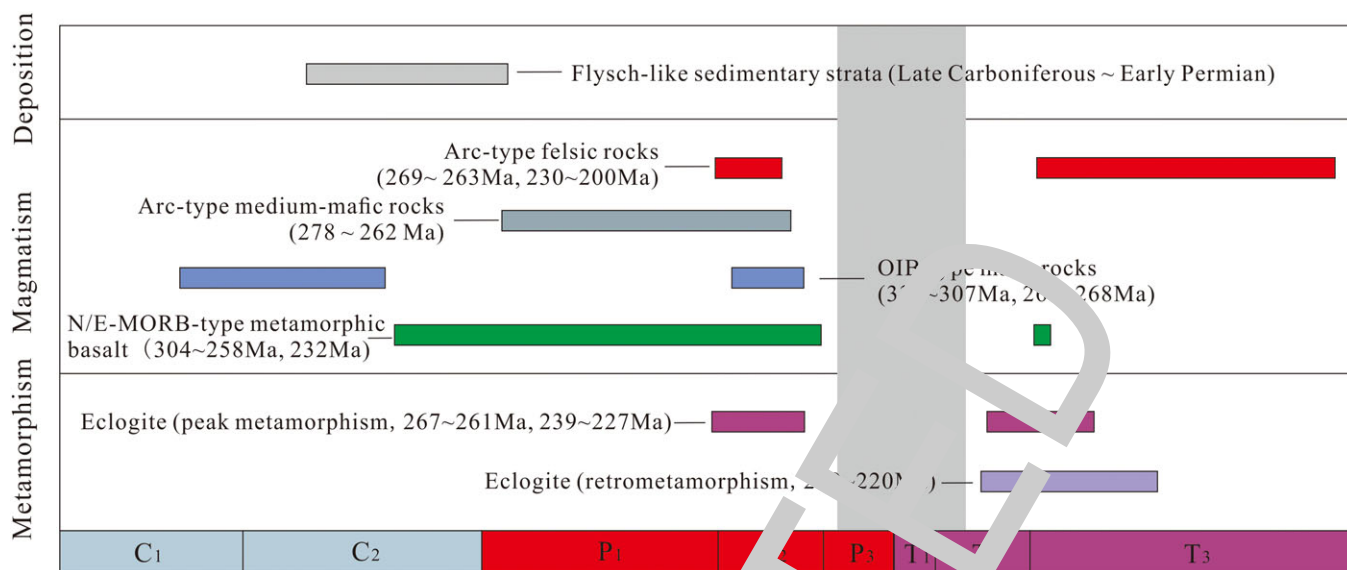 Deposition
Flysch-like sedimentary strata (Late Carboniferous ~ Early Permian)
Magmatism
Arc-type felsic rocks
(269~ 263Ma, 230~200Ma)
Arc-type medium-mafic rocks
(278 ~ 262 Ma)
rocks
~307Ma, 268Ma)
N/E-MORB-type metamorphic
basalt (304~258Ma, 232Ma)
Metamorphism
Eclogite (peak metamorphism, 267~261Ma, 239~227Ma)
Eclogite (retrometamorphism,
C1 C2 P1 P3 T1 T3